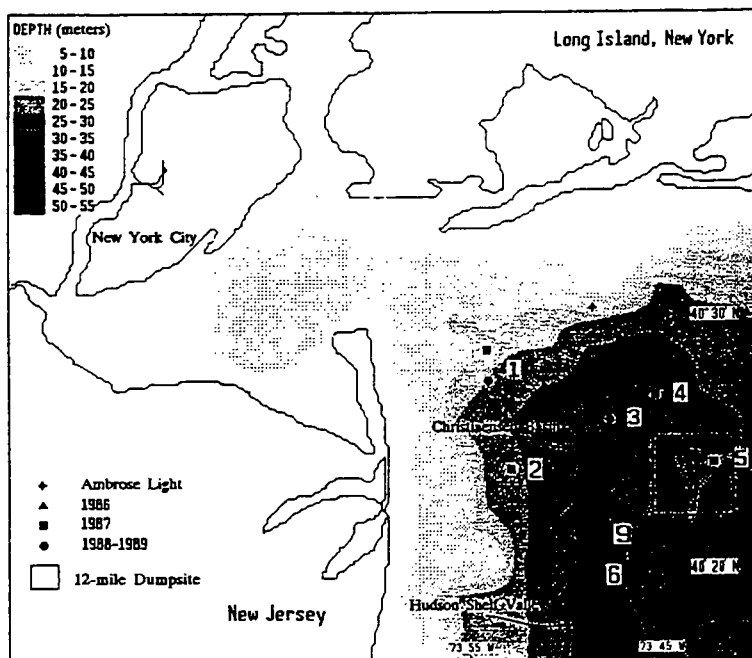 DEPTH (meters)
5-10
10-15
15-20
20-25
25-30
30-35
35-40
40-45
45-50
50-55
Long Island, New York
New York City
40° 30' N
1
4
3
Christiaensen Basin
2
5
9
40° 20' N
6
Ambrose Light
1986
1987
1988-1989
12-mile Dumpsite
New Jersey
Hudson Shelf Valley
73 55 W
73 45 W